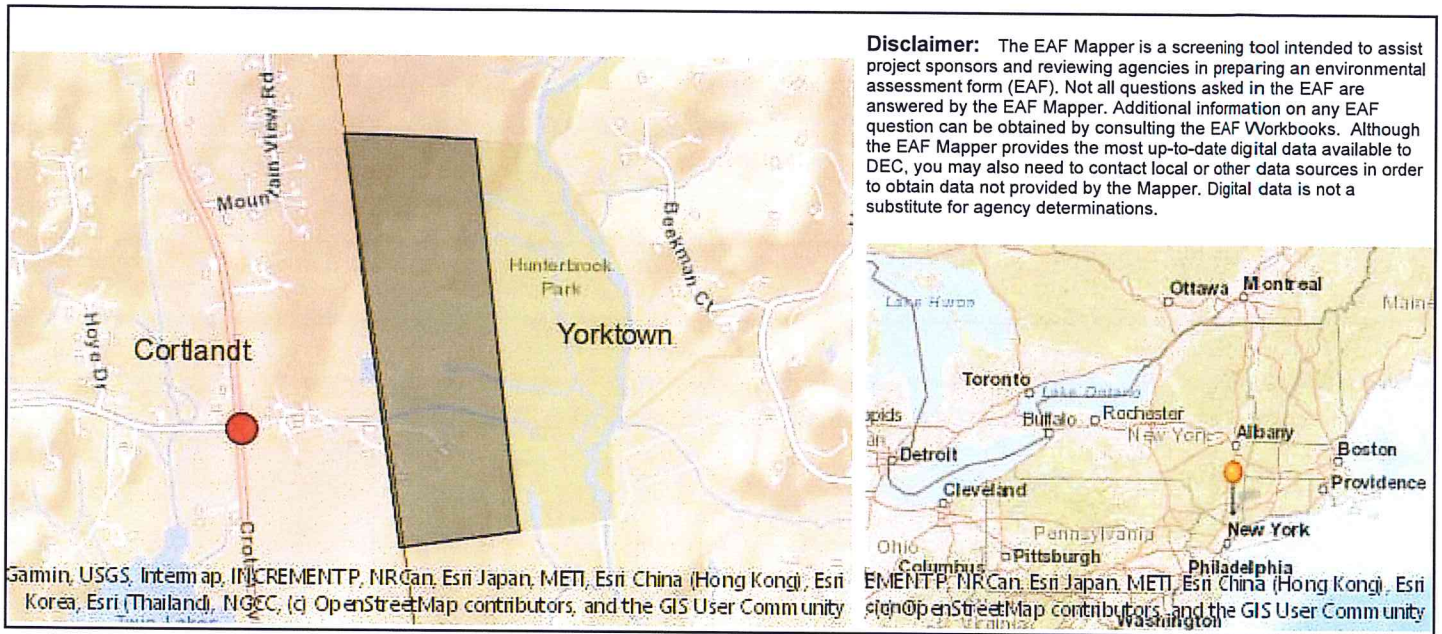 Disclaimer: The EAF Mapper is a screening tool intended to assist
project sponsors and reviewing agencies in preparing an environmental
assessment form (EAF). Not all questions asked in the EAF are
answered by the EAF Mapper. Additional information on any EAF
question can be obtained by consulting the EAF Workbooks. Although
the EAF Mapper provides the most up-to-date digital data available to
DEC, you may also need to contact local or other data sources in order
to obtain data not provided by the Mapper. Digital data is not a
substitute for agency determinations.
Mountain View Rd
Beekman Ct
Hunterbrook
Park
Yorktown
Cortlandt
Hoye Dr
Garmin, USGS, Intermap, INCREMENT P, NRCan, Esri Japan, METI, Esri China (Hong Kong), Esri
Korea, Esri (Thailand), NGCC, (c) OpenStreetMap contributors, and the GIS User Community
Ottawa
Montreal
Lake Huron
Toronto
Lake Ontario
Buffalo
Rochester
New York
Albany
Detroit
Boston
Providence
Cleveland
New York
Pennsylvania
Ohio
Pittsburgh
Columbus
Philadelphia
EMENT P, NRCan, Esri Japan, METI, Esri China (Hong Kong), Esri
OpenStreetMap contributors, and the GIS User Community
Washington